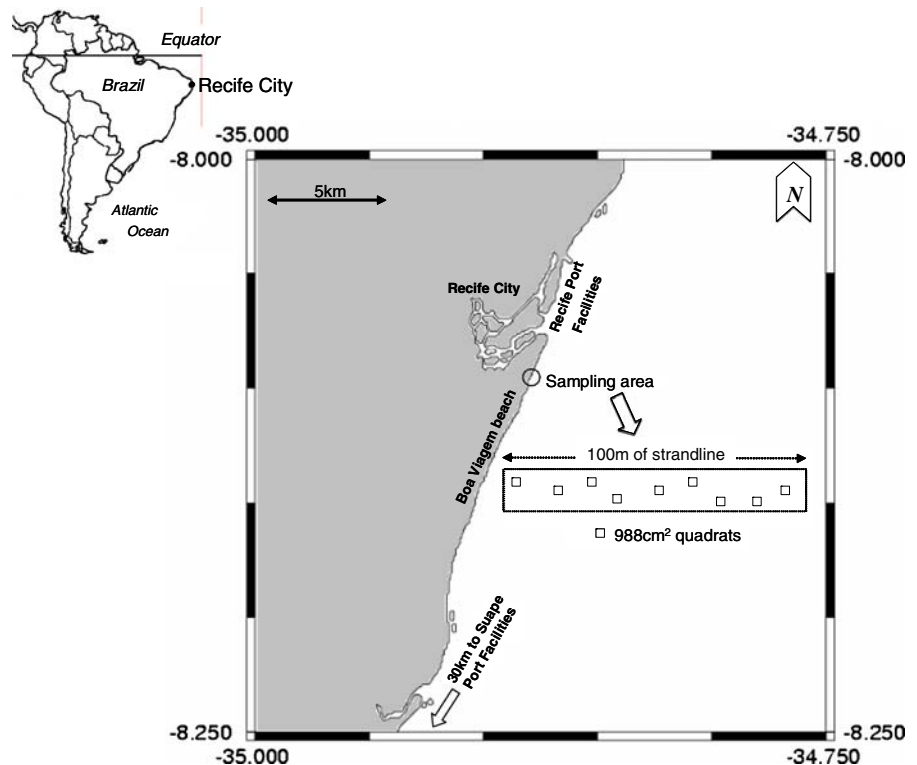 Equator
Brazil
Recife City
Atlantic
Ocean
-35.000
-34.750
-8.000
-8.000
5km
N
Recife City
Recife Port
Facilities
Sampling area
Boa Viagem beach
100m of strandline
988cm² quadrats
30km to Suape
Port Facilities
-8.250
-8.250
-35.000
-34.750